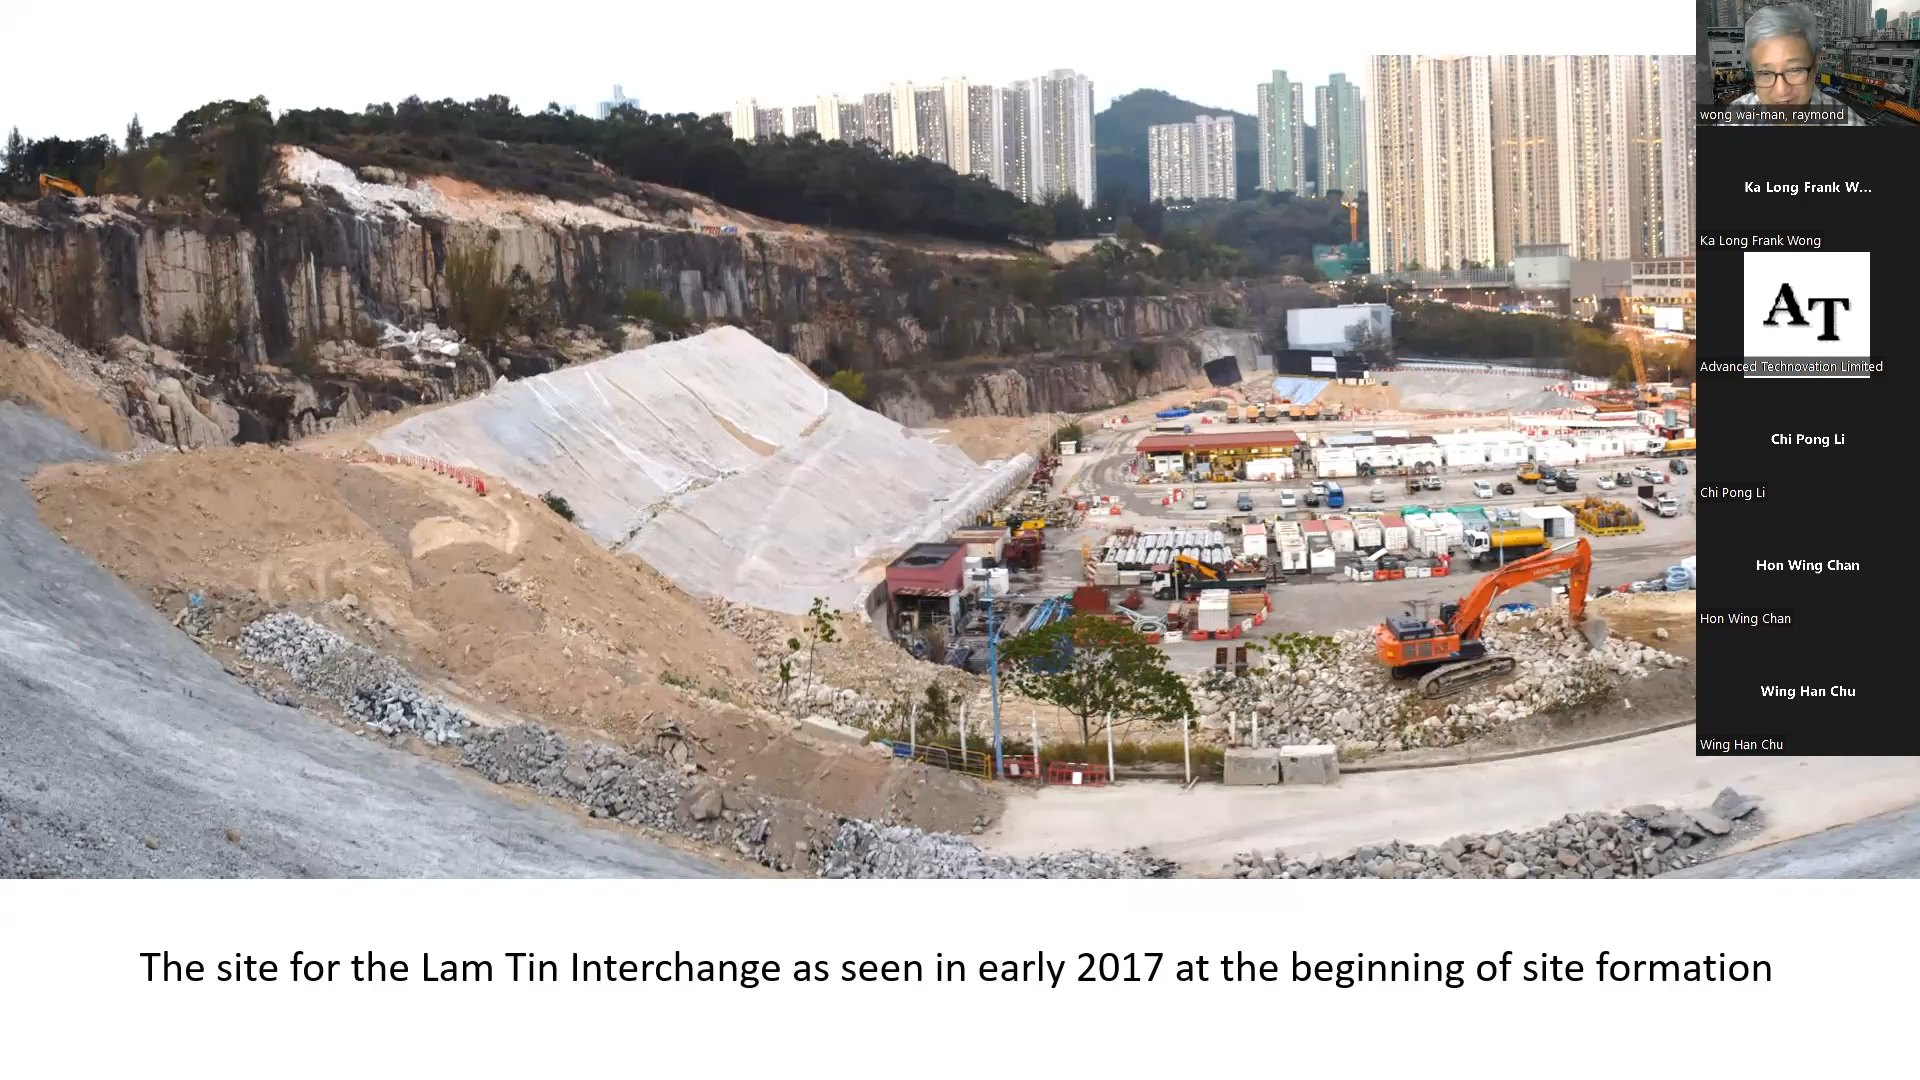 wong wai-man, raymond
Ka Long Frank W...
Ka Long Frank Wong
AT
Advanced Technovation Limited
Chi Pong Li
Chi Pong Li
Hon Wing Chan
Hon Wing Chan
Wing Han Chu
Wing Han Chu
The site for the Lam Tin Interchange as seen in early 2017 at the beginning of site formation